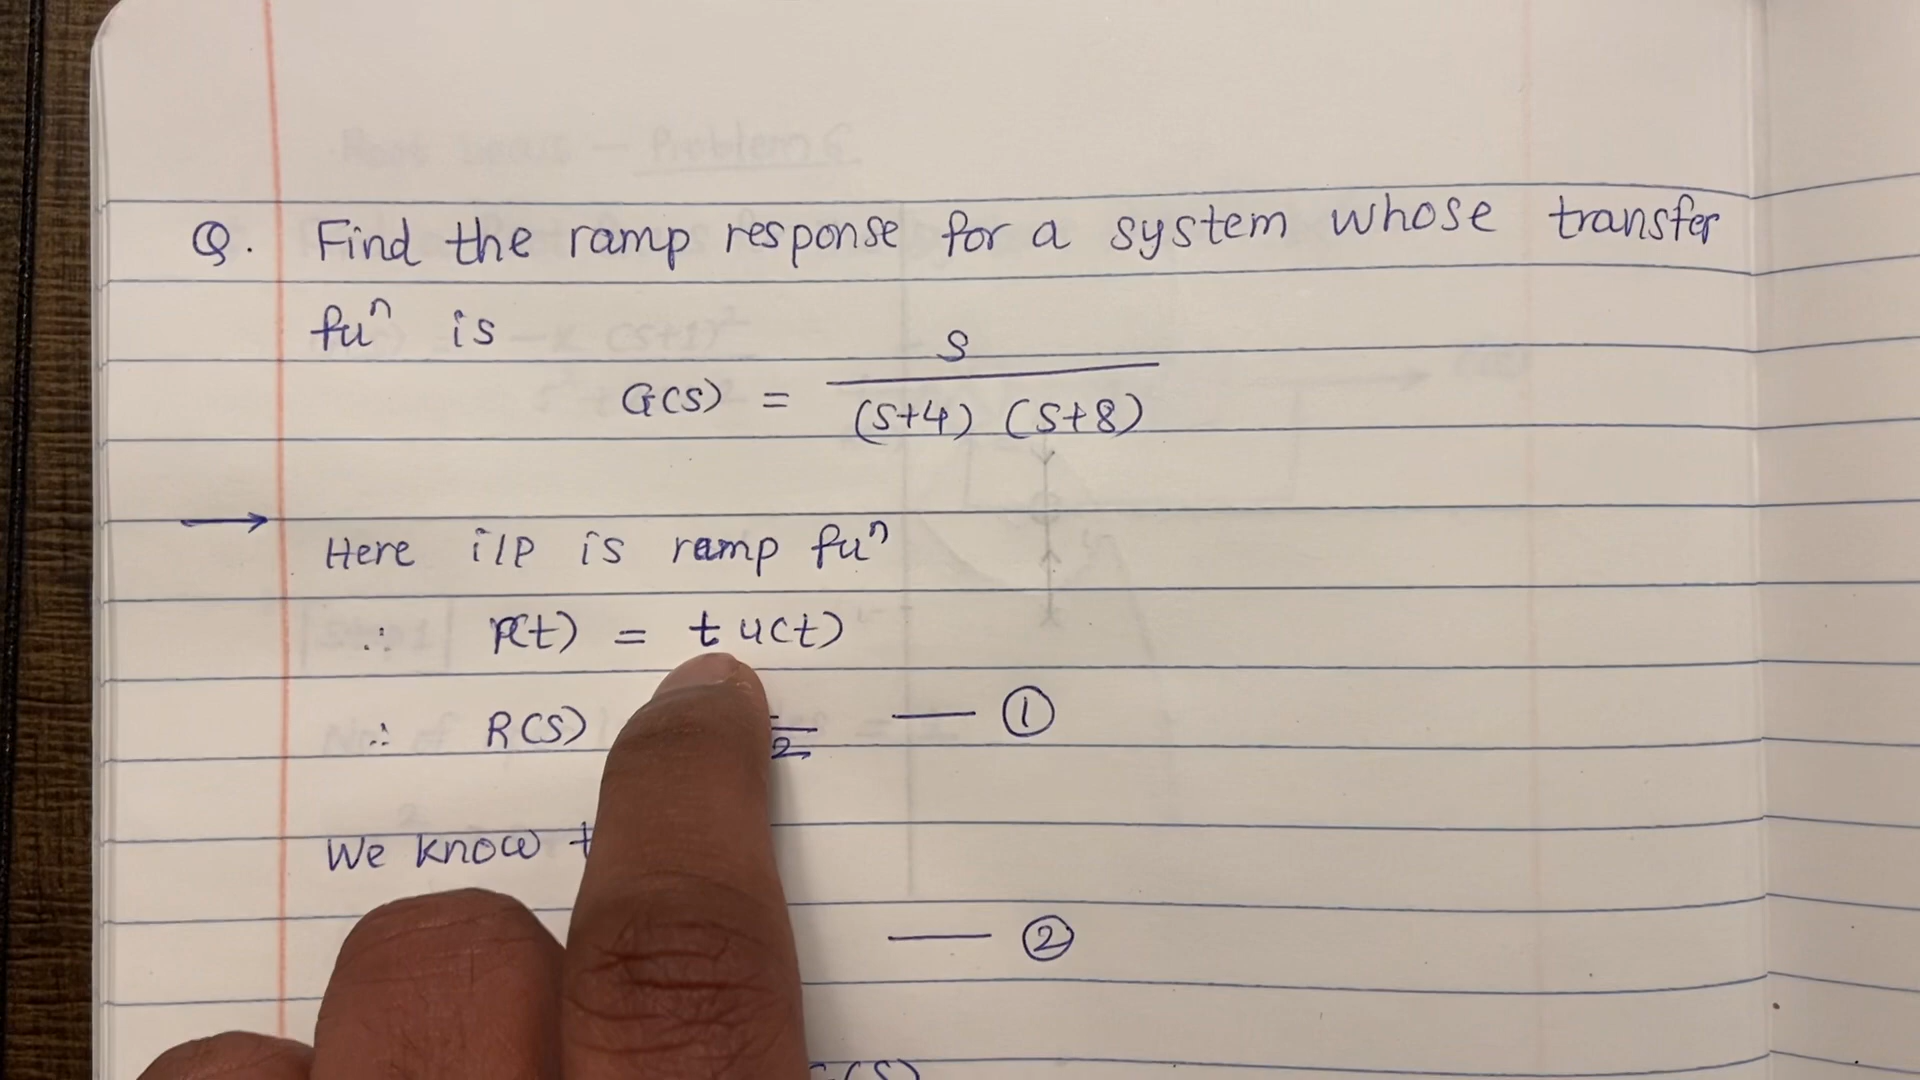 Q. Find the ramp response for a system whose transfer
fuⁿ is
G(s) = s / (s+4) (s+8)
Here i/p is ramp fuⁿ
∴ r(t) = t u(t)
∴ R(s) 2 — ①
We know
— ②